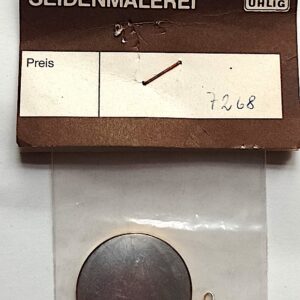 SEIDENMALEREI
UHLIG
Preis
7268